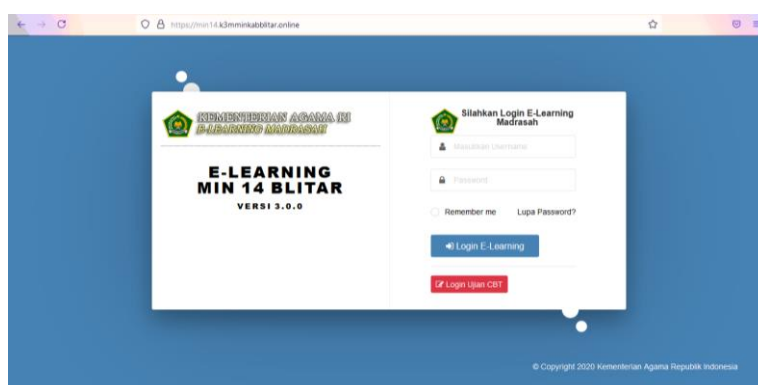 https://min14.k3mminkabblitar.online
KEMENTERIAN AGAMA RI
E-LEARNING MADRASAH
E-LEARNING
MIN 14 BLITAR
VERSI 3.0.0
Silahkan Login E-Learning
Madrasah
Masukkan Username
Password
Remember me Lupa Password?
Login E-Learning
Login Ujian CBT
© Copyright 2020 Kementerian Agama Republik Indonesia